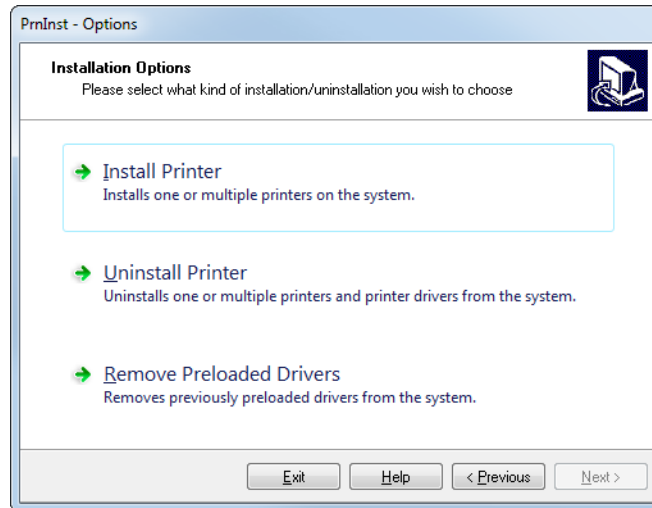 PrnInst - Options
Installation Options
Please select what kind of installation/uninstallation you wish to choose
Install Printer
Installs one or multiple printers on the system.
Uninstall Printer
Uninstalls one or multiple printers and printer drivers from the system.
Remove Preloaded Drivers
Removes previously preloaded drivers from the system.
Exit Help < Previous Next >